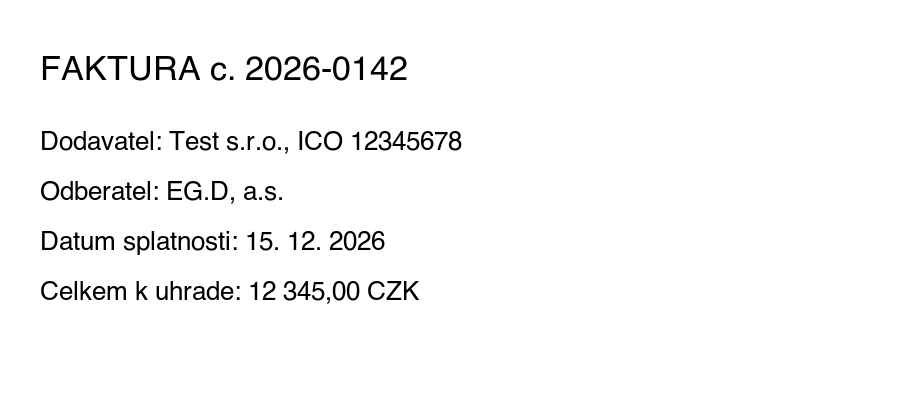 FAKTURA c. 2026-0142
Dodavatel: Test s.r.o., ICO 12345678
Odberatel: EG.D, a.s.
Datum splatnosti: 15. 12. 2026
Celkem k uhrade: 12 345,00 CZK